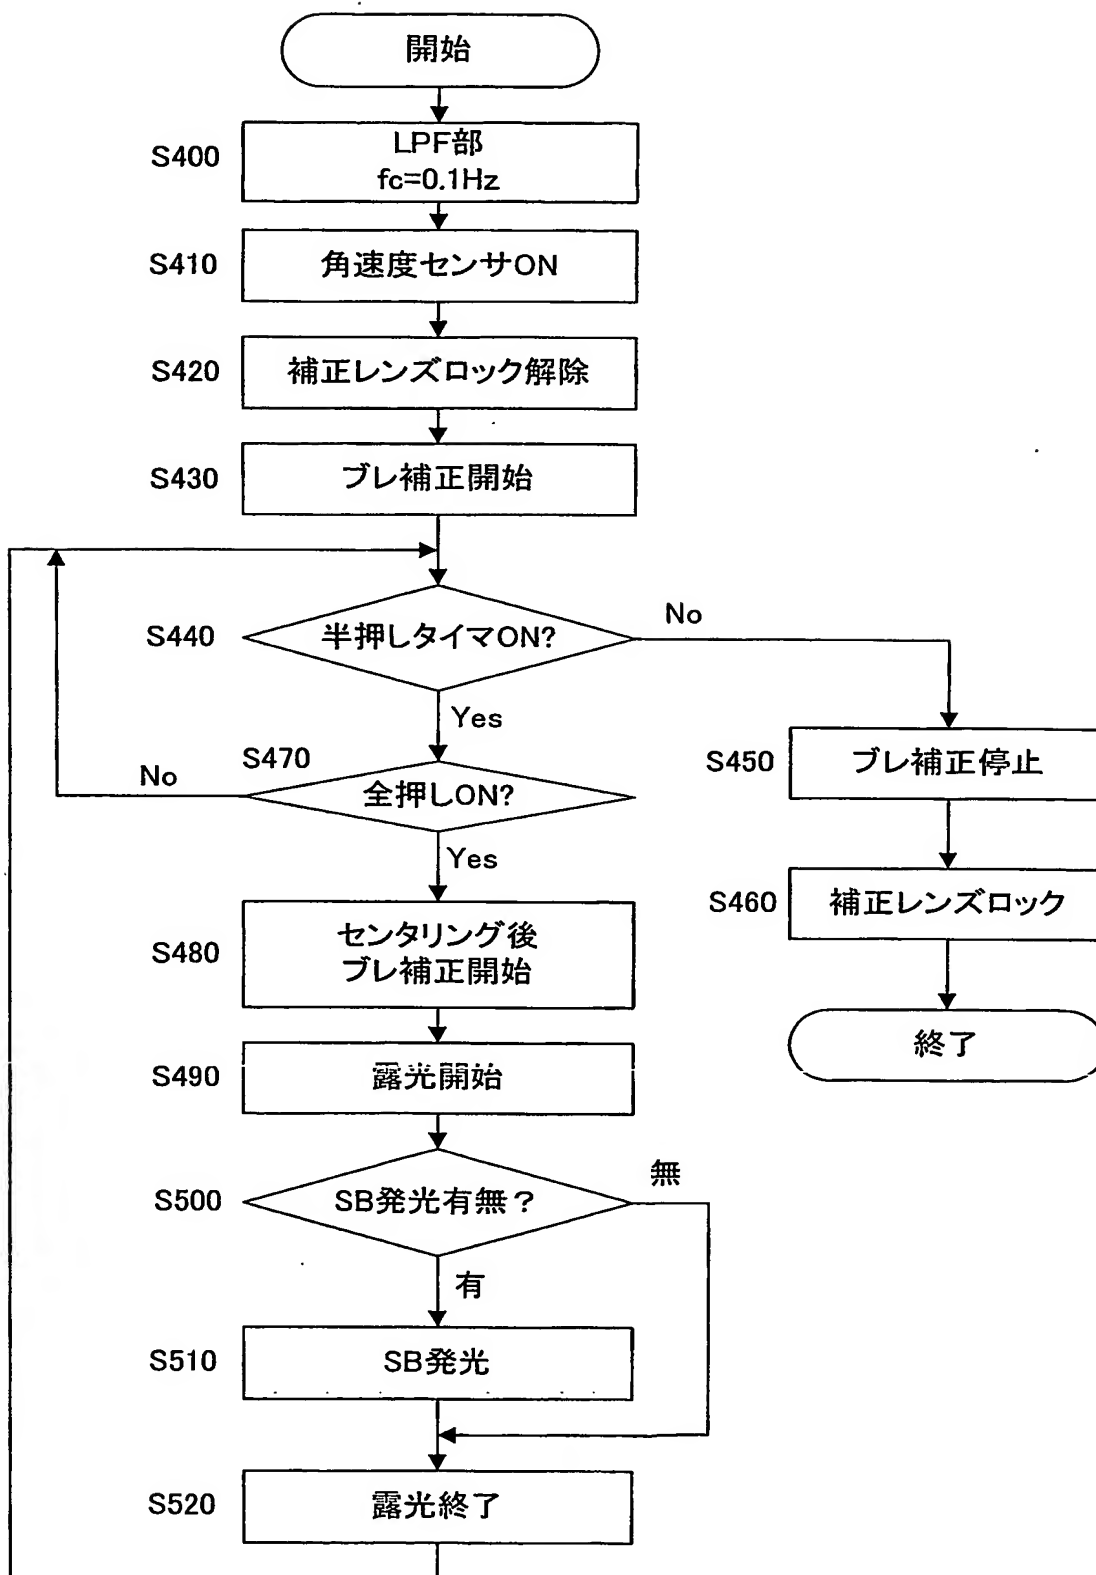 開始
S400
LPF部
fc=0.1Hz
S410
角速度センサON
S420
補正レンズロック解除
S430
ブレ補正開始
S440
半押しタイマON?
No
Yes
S470
全押しON?
No
Yes
S450
ブレ補正停止
S460
補正レンズロック
終了
S480
センタリング後
ブレ補正開始
S490
露光開始
S500
SB発光有無？
無
有
S510
SB発光
S520
露光終了